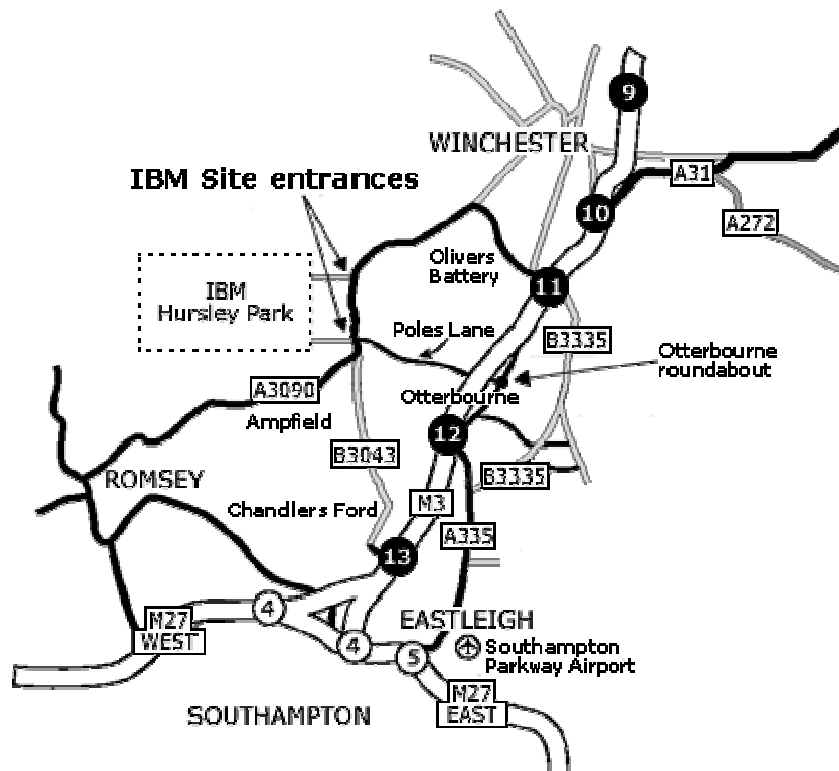 9
WINCHESTER
A31
IBM Site entrances
10
A272
Olivers
Battery
11
IBM
Hursley Park
Poles Lane
B3335
Otterbourne
roundabout
A3090
Otterbourne
Ampfield
12
B3043
ROMSEY
B3335
M3
Chandlers Ford
A335
13
4
M27
WEST
EASTLEIGH
4
5
Southampton
Parkway Airport
M27
EAST
SOUTHAMPTON